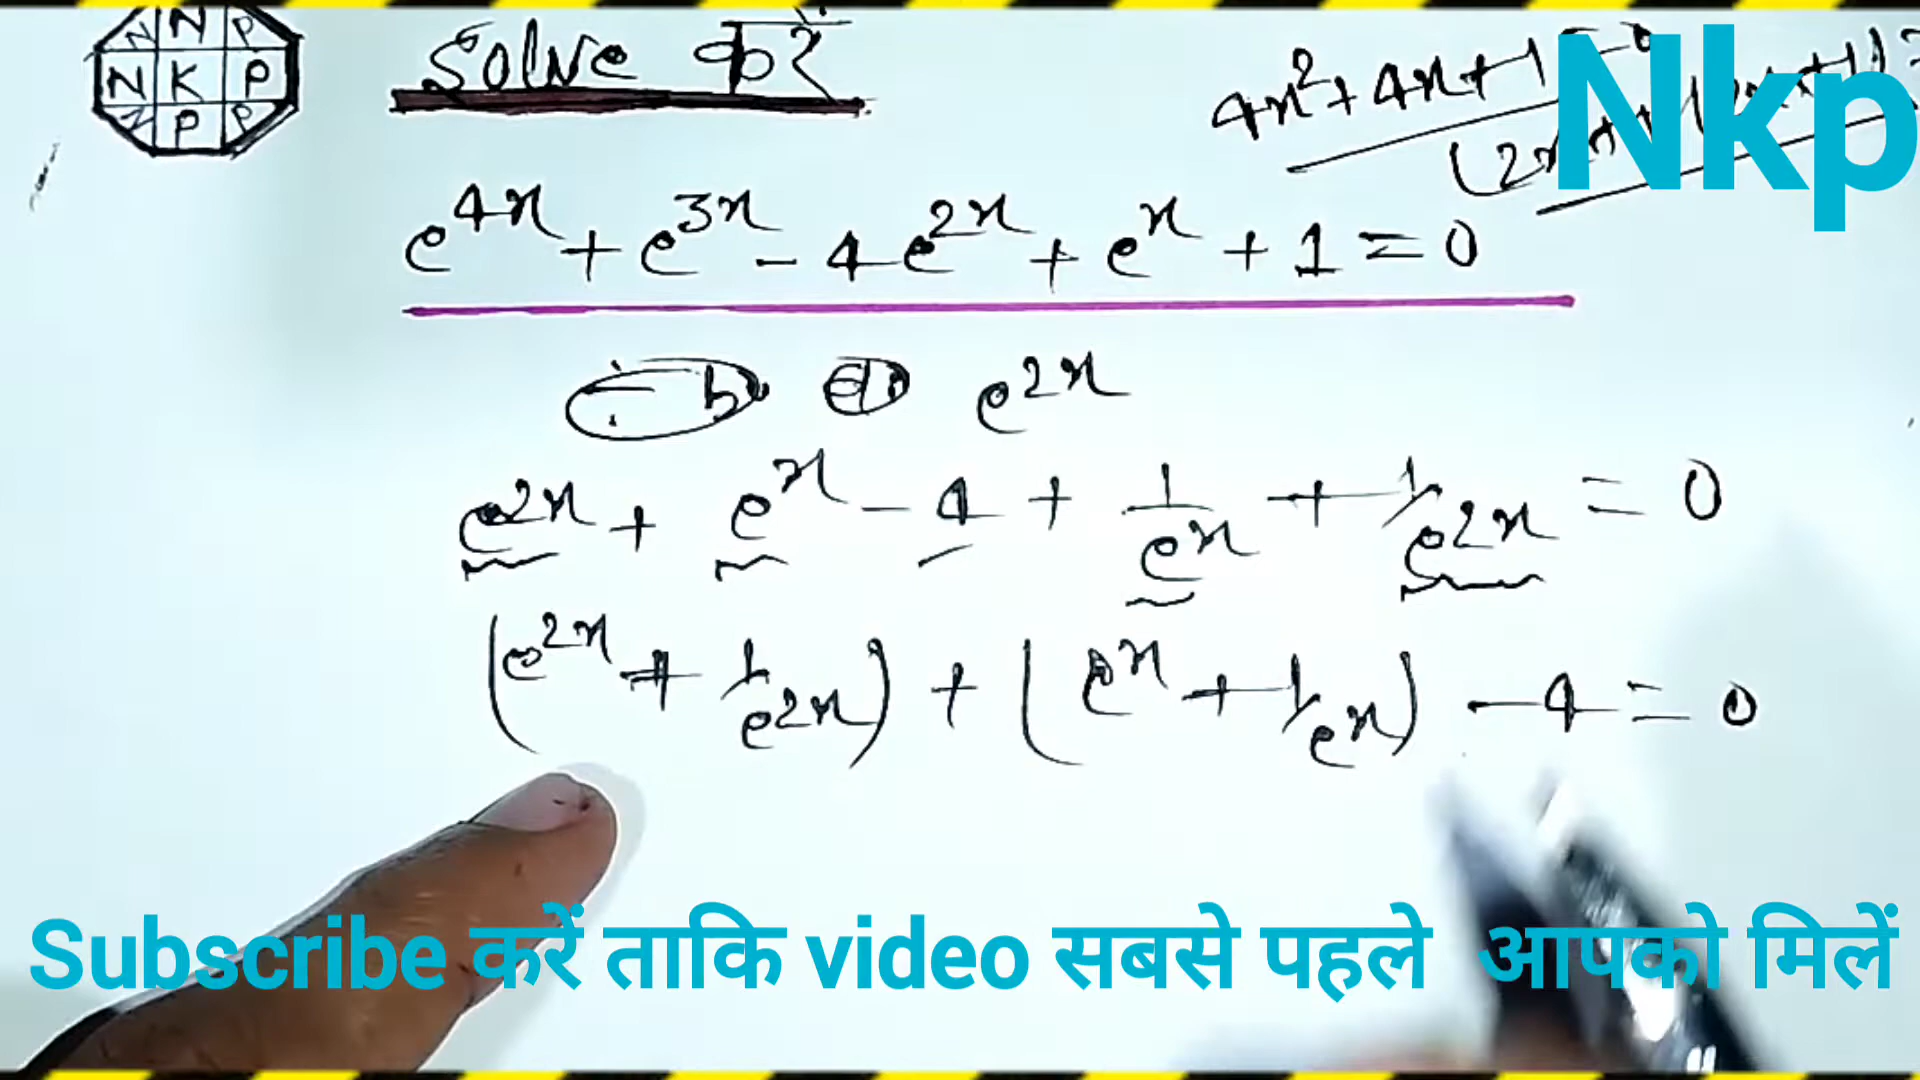 N N P
N K P
N P P
Solve करें
4x² + 4x + 1 = 0
Nkp
e^{4x} + e^{3x} - 4e^{2x} + e^{x} + 1 = 0
e^{2x}
e^{2x} + e^{x} - 4 + 1/e^{x} + 1/e^{2x} = 0
(e^{2x} + 1/e^{2x}) + (e^{x} + 1/e^{x}) - 4 = 0
Subscribe करें ताकि video सबसे पहले आपको मिलें